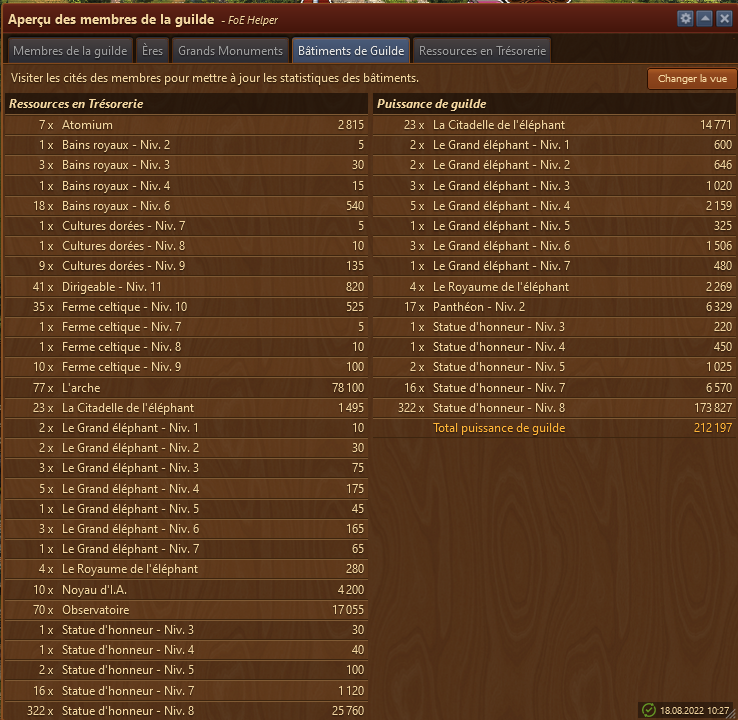 Aperçu des membres de la guilde - FoE Helper
Membres de la guilde Ères Grands Monuments Bâtiments de Guilde Ressources en Trésorerie
Visiter les cités des membres pour mettre à jour les statistiques des bâtiments. Changer la vue
Ressources en Trésorerie
7 x Atomium 2 815
1 x Bains royaux - Niv. 2 5
3 x Bains royaux - Niv. 3 30
1 x Bains royaux - Niv. 4 15
18 x Bains royaux - Niv. 6 540
1 x Cultures dorées - Niv. 7 5
1 x Cultures dorées - Niv. 8 10
9 x Cultures dorées - Niv. 9 135
41 x Dirigeable - Niv. 11 820
35 x Ferme celtique - Niv. 10 525
1 x Ferme celtique - Niv. 7 5
1 x Ferme celtique - Niv. 8 10
10 x Ferme celtique - Niv. 9 100
77 x L'arche 78 100
23 x La Citadelle de l'éléphant 1 495
2 x Le Grand éléphant - Niv. 1 10
2 x Le Grand éléphant - Niv. 2 30
3 x Le Grand éléphant - Niv. 3 75
5 x Le Grand éléphant - Niv. 4 175
1 x Le Grand éléphant - Niv. 5 45
3 x Le Grand éléphant - Niv. 6 165
1 x Le Grand éléphant - Niv. 7 65
4 x Le Royaume de l'éléphant 280
10 x Noyau d'I.A. 4 200
70 x Observatoire 17 055
1 x Statue d'honneur - Niv. 3 30
1 x Statue d'honneur - Niv. 4 40
2 x Statue d'honneur - Niv. 5 100
16 x Statue d'honneur - Niv. 7 1 120
322 x Statue d'honneur - Niv. 8 25 760
Puissance de guilde
23 x La Citadelle de l'éléphant 14 771
2 x Le Grand éléphant - Niv. 1 600
2 x Le Grand éléphant - Niv. 2 646
3 x Le Grand éléphant - Niv. 3 1 020
5 x Le Grand éléphant - Niv. 4 2 159
1 x Le Grand éléphant - Niv. 5 325
3 x Le Grand éléphant - Niv. 6 1 506
1 x Le Grand éléphant - Niv. 7 480
4 x Le Royaume de l'éléphant 2 269
17 x Panthéon - Niv. 2 6 329
1 x Statue d'honneur - Niv. 3 220
1 x Statue d'honneur - Niv. 4 450
2 x Statue d'honneur - Niv. 5 1 025
16 x Statue d'honneur - Niv. 7 6 570
322 x Statue d'honneur - Niv. 8 173 827
Total puissance de guilde 212 197
18.08.2022 10:27